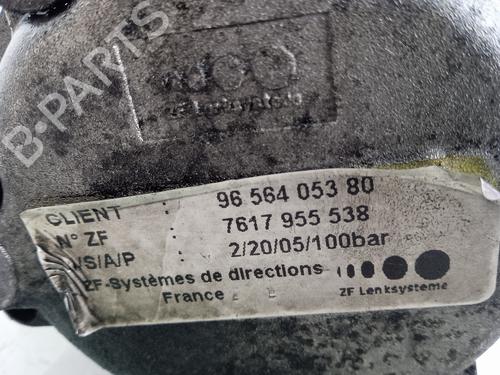 B-PARTS
CLIENT : 96 564 053 80
N° ZF : 7617 955 538
/S/A/P : 2/20/05/100bar
ZF-Systèmes de directions
France
ZF Lenksysteme